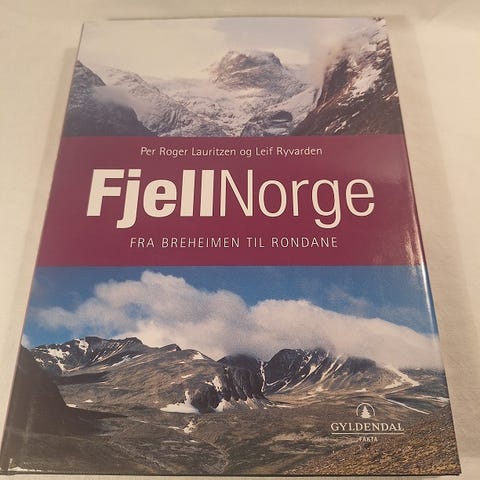 Per Roger Lauritzen og Leif Ryvarden
FjellNorge
FRA BREHEIMEN TIL RONDANE
GYLDENDAL
FAKTA